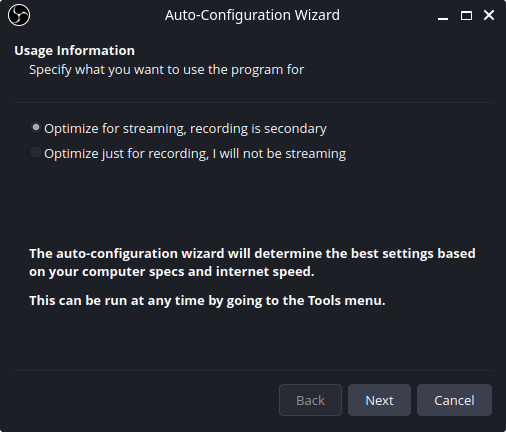 Auto-Configuration Wizard
Usage Information
Specify what you want to use the program for
Optimize for streaming, recording is secondary
Optimize just for recording, I will not be streaming
The auto-configuration wizard will determine the best settings based
on your computer specs and internet speed.
This can be run at any time by going to the Tools menu.
Back Next Cancel